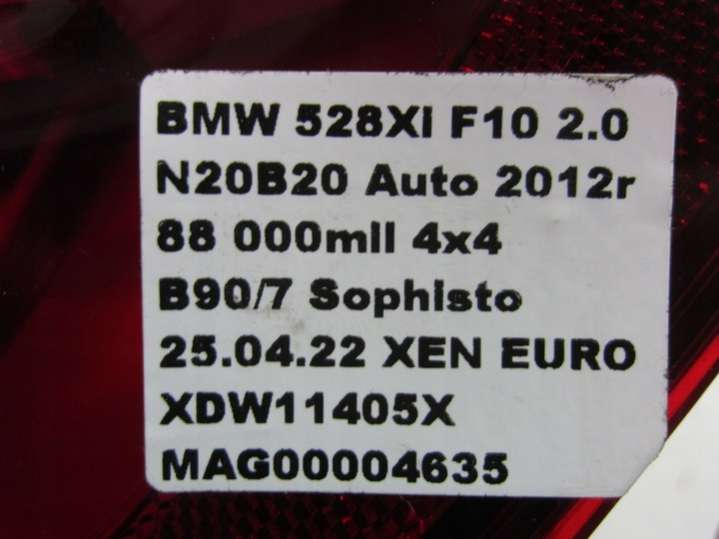 BMW 528Xi F10 2.0
N20B20 Auto 2012r
88 000mil 4x4
B90/7 Sophisto
25.04.22 XEN EURO
XDW11405X
MAG00004635